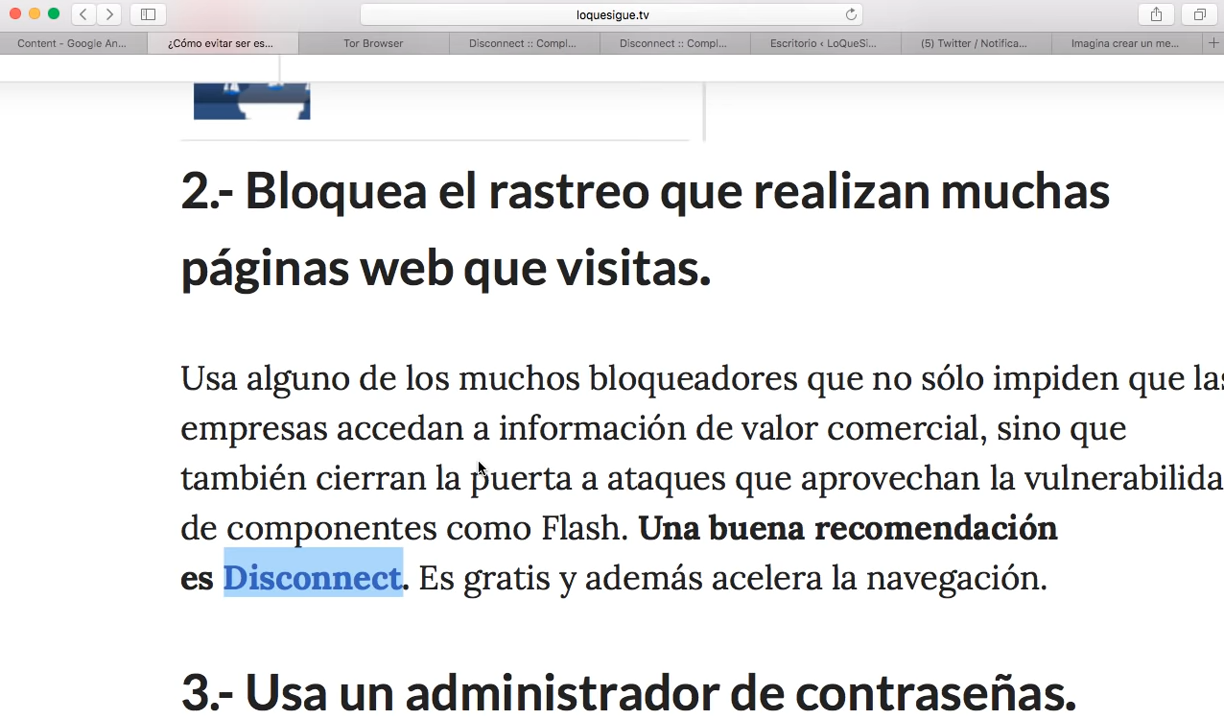 loquesigue.tv
Content - Google An...
¿Cómo evitar ser es...
Tor Browser
Disconnect :: Compl...
Disconnect :: Compl...
Escritorio ‹ LoQueSi...
(5) Twitter / Notifica...
Imagina crear un me...
2.- Bloquea el rastreo que realizan muchas
páginas web que visitas.
Usa alguno de los muchos bloqueadores que no sólo impiden que las
empresas accedan a información de valor comercial, sino que
también cierran la puerta a ataques que aprovechan la vulnerabilida
de componentes como Flash. Una buena recomendación
es Disconnect. Es gratis y además acelera la navegación.
3.- Usa un administrador de contraseñas.